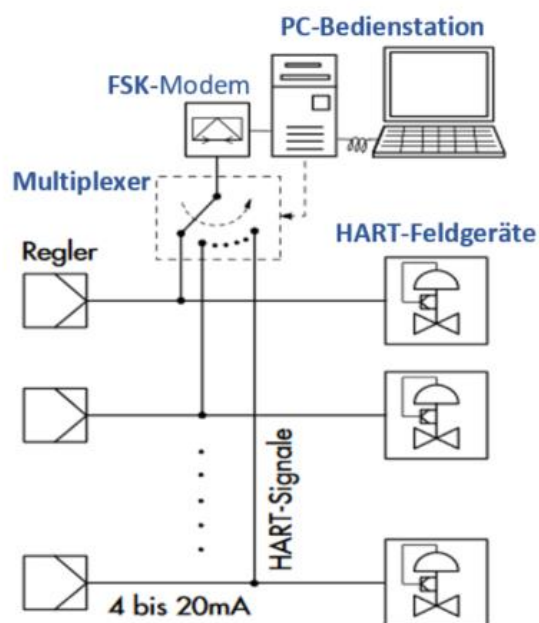 PC-Bedienstation
FSK-Modem
Multiplexer
HART-Feldgeräte
Regler
HART-Signale
4 bis 20mA